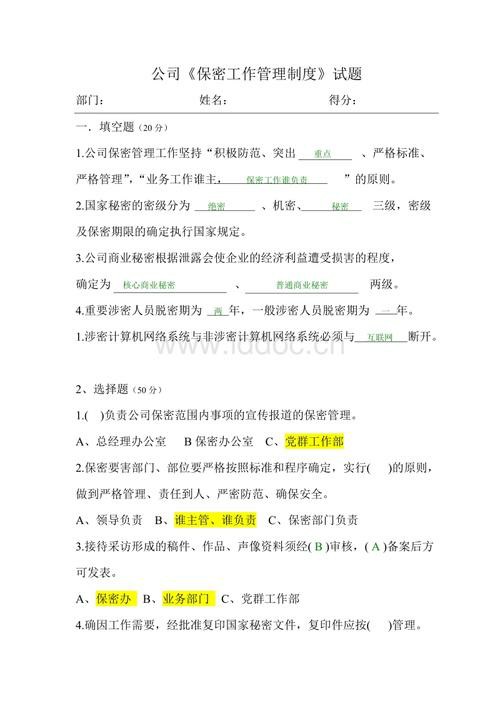 公司《保密工作管理制度》试题
部门： 姓名： 得分：
一．填空题（20 分）
1.公司保密管理工作坚持“积极防范、突出 重点 、严格标准、
严格管理”，“业务工作谁主， 保密工作谁负责 ”的原则。
2.国家秘密的密级分为 绝密 、机密、 秘密 三级，密级
及保密期限的确定执行国家规定。
3.公司商业秘密根据泄露会使企业的经济利益遭受损害的程度，
确定为 核心商业秘密 、 普通商业秘密 两级。
4.重要涉密人员脱密期为 两 年，一般涉密人员脱密期为 一 年。
1.涉密计算机网络系统与非涉密计算机网络系统必须与 互联网 断开。
2、选择题（50 分）
1.( )负责公司保密范围内事项的宣传报道的保密管理。
A、总经理办公室 B 保密办公室 C、党群工作部
2.保密要害部门、部位要严格按照标准和程序确定，实行( )的原则，
做到严格管理、责任到人、严密防范、确保安全。
A、领导负责 B、谁主管、谁负责 C、保密部门负责
3.接待采访形成的稿件、作品、声像资料须经( B )审核，( A )备案后方
可发表。
A、保密办 B、业务部门 C、党群工作部
4.确因工作需要，经批准复印国家秘密文件，复印件应按( )管理。